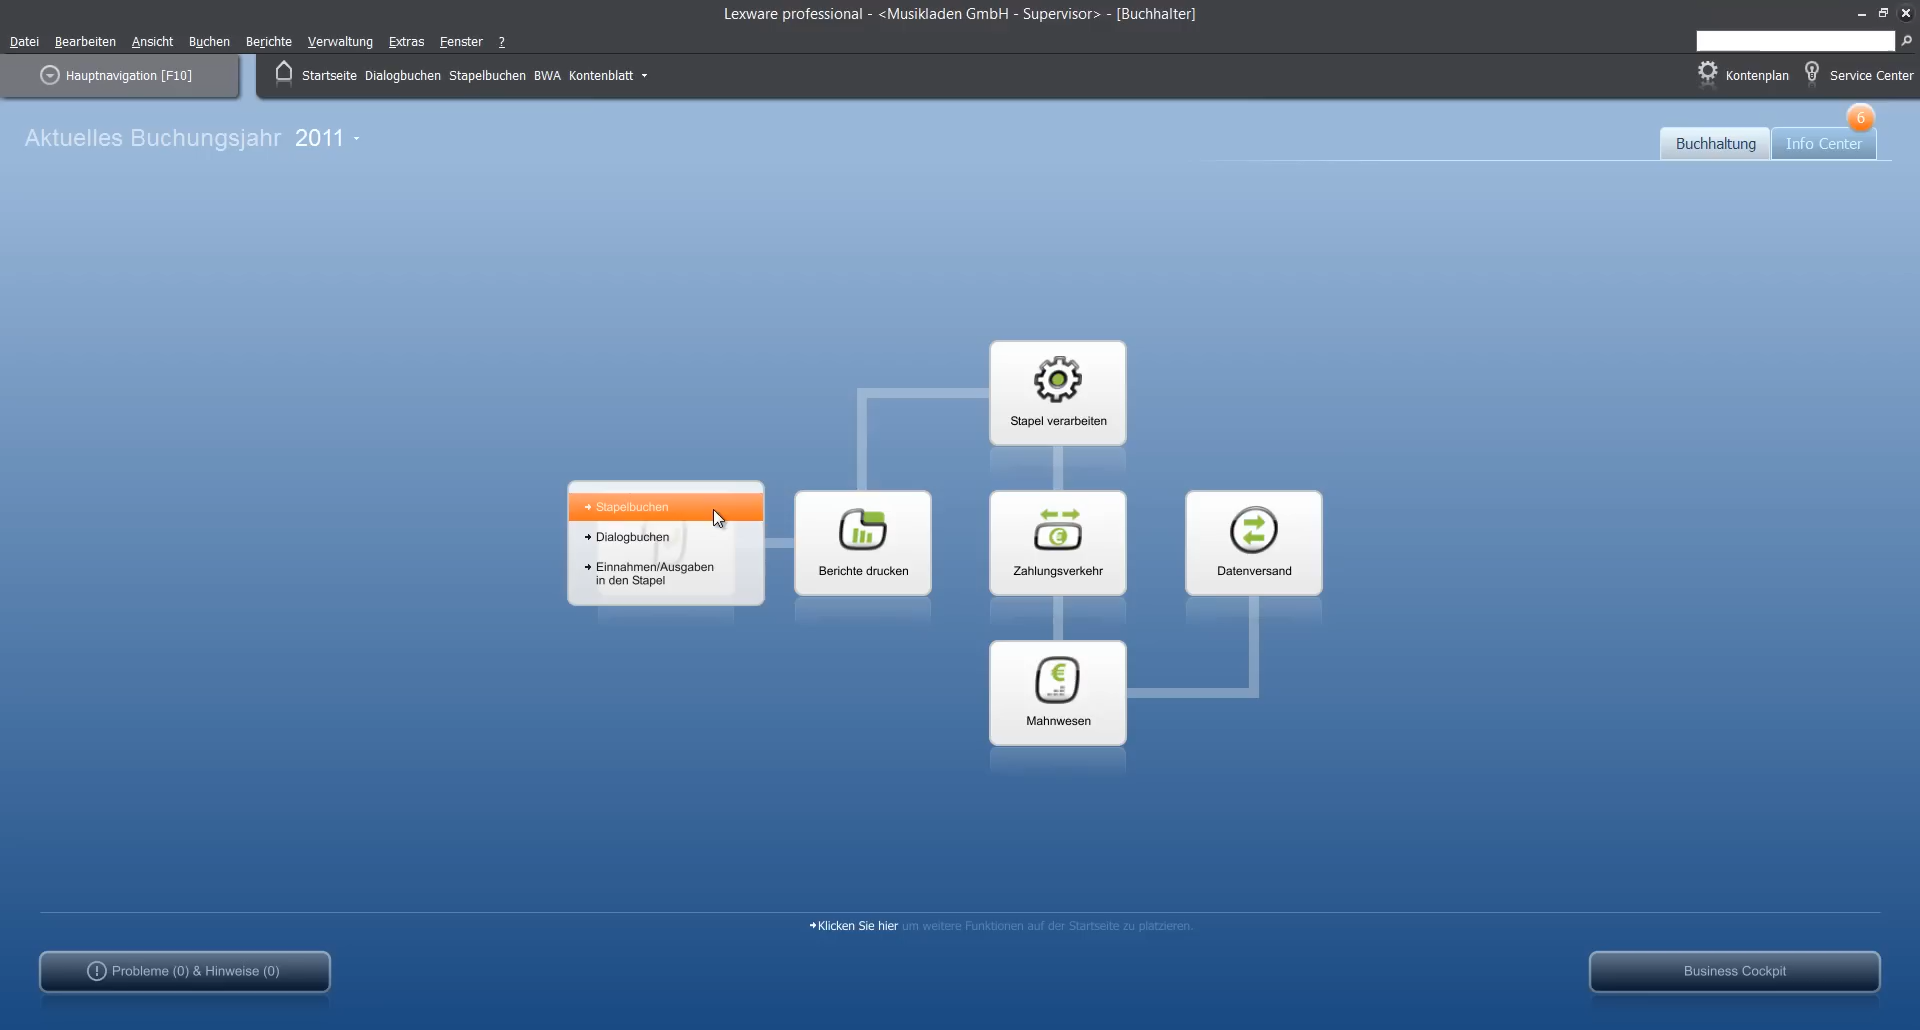 Lexware professional - <Musikladen GmbH - Supervisor> - [Buchhalter]
Datei Bearbeiten Ansicht Buchen Berichte Verwaltung Extras Fenster ?
Hauptnavigation [F10] Startseite Dialogbuchen Stapelbuchen BWA Kontenblatt Kontenplan Service Center
6
Aktuelles Buchungsjahr 2011
Buchhaltung Info Center
Stapel verarbeiten
Stapelbuchen
Dialogbuchen
Einnahmen/Ausgaben
in den Stapel
Berichte drucken
Zahlungsverkehr
Datenversand
Mahnwesen
Klicken Sie hier um weitere Funktionen auf der Startseite zu platzieren.
Probleme (0) & Hinweise (0)
Business Cockpit